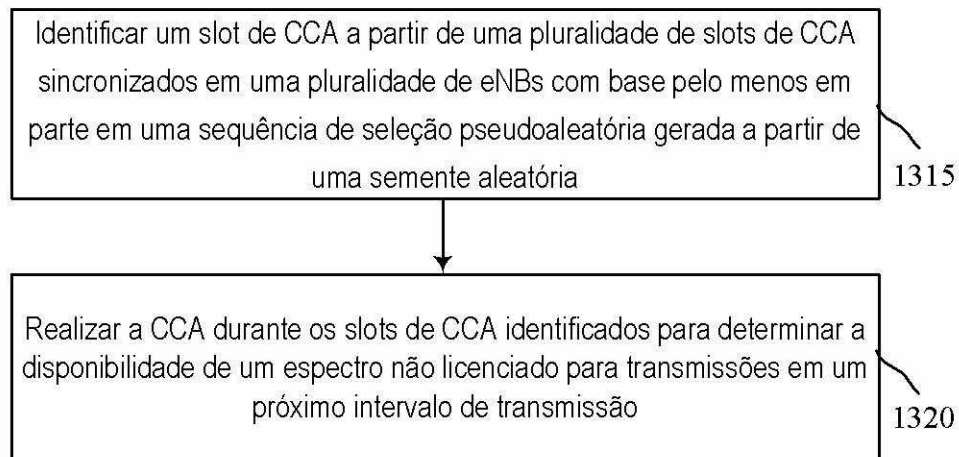 Identificar um slot de CCA a partir de uma pluralidade de slots de CCA
sincronizados em uma pluralidade de eNBs com base pelo menos em
parte em uma sequência de seleção pseudoaleatória gerada a partir de
uma semente aleatória
1315
Realizar a CCA durante os slots de CCA identificados para determinar a
disponibilidade de um espectro não licenciado para transmissões em um
próximo intervalo de transmissão
1320